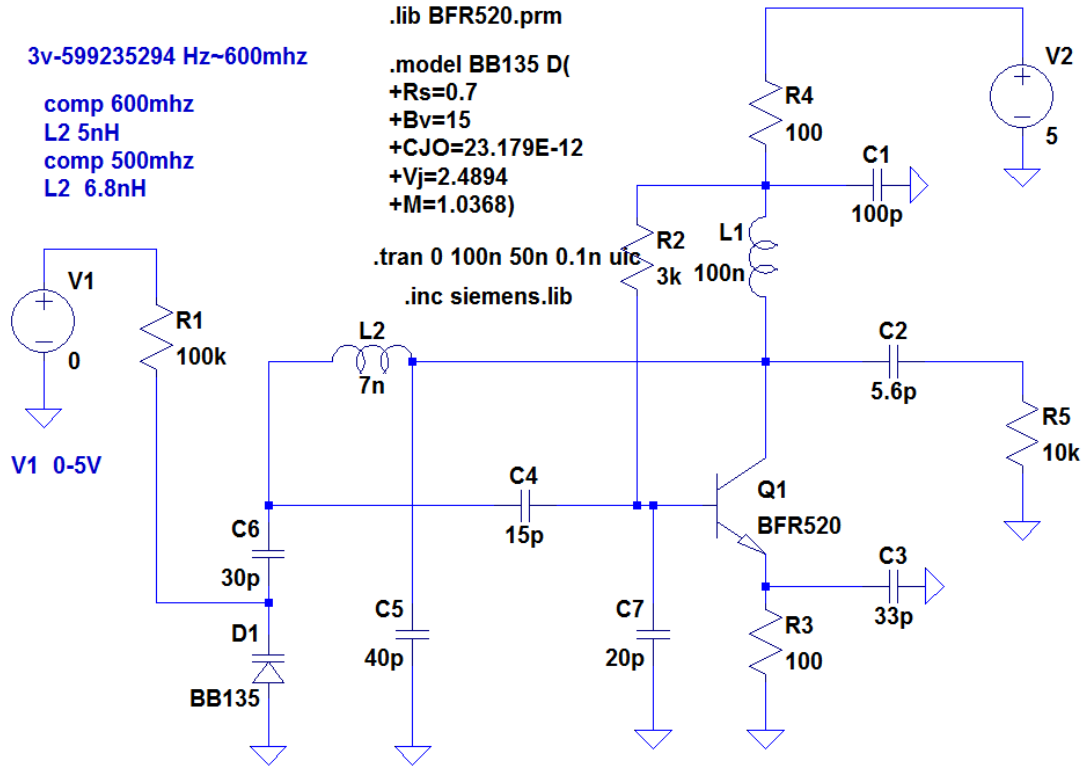 .lib BFR520.prm
3v-599235294 Hz~600mhz
comp 600mhz
L2 5nH
comp 500mhz
L2 6.8nH
.model BB135 D(
+Rs=0.7
+Bv=15
+CJO=23.179E-12
+Vj=2.4894
+M=1.0368)
.tran 0 100n 50n 0.1n uic
.inc siemens.lib
V2
5
R4
100
C1
100p
R2
3k
L1
100n
V1
0
R1
100k
V1 0-5V
L2
7n
C2
5.6p
R5
10k
C4
15p
Q1
BFR520
C6
30p
C3
33p
D1
BB135
C5
40p
C7
20p
R3
100